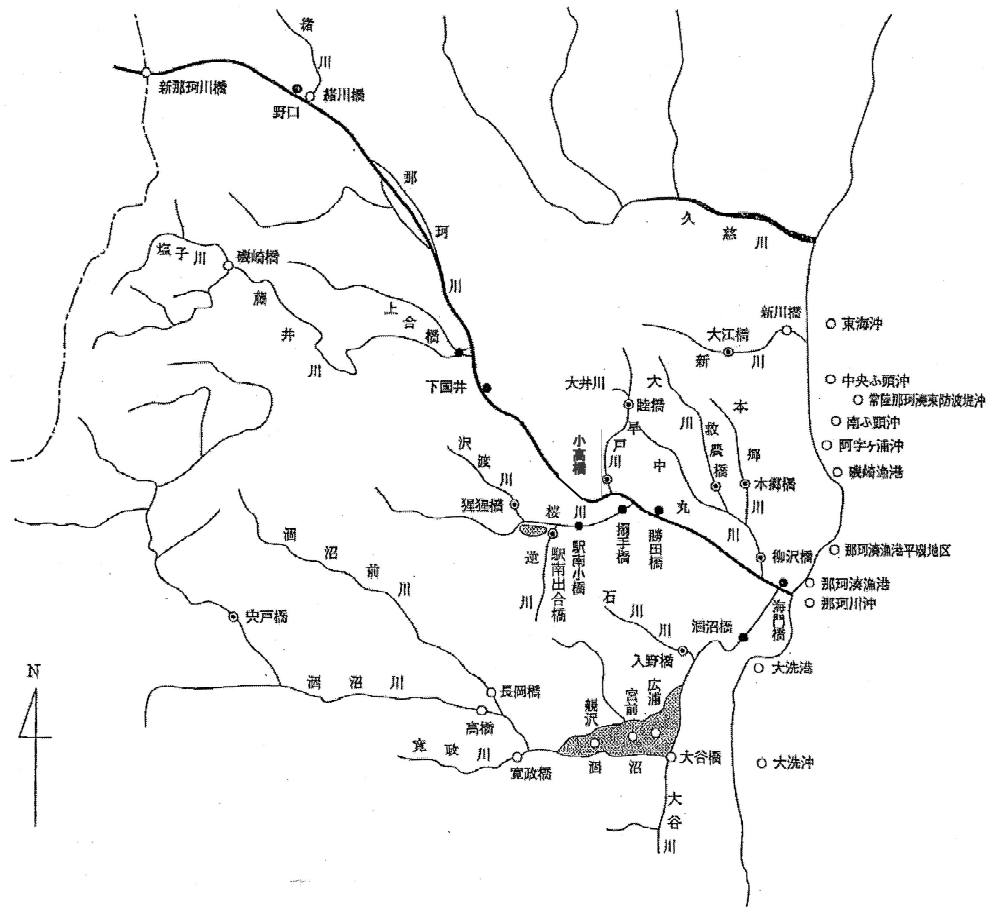 緒川
新那珂川橋
野口
緒川橋
那珂川
久慈川
塩子川
磯崎橋
藤井川
上合橋
新川橋
東海沖
大江橋
新川
下国井
中央ふ頭沖
常陸那珂湊東防波堤沖
大井川
大川
本郷川
睦橋
南ふ頭沖
阿字ヶ浦沖
磯崎漁港
沢渡川
小高橋
早戸川
中丸川
救農橋
本郷橋
猩猩橋
桜川
搦手橋
勝田橋
柳沢橋
那珂湊漁港平磯地区
逆川
駅南出合橋
駅南小橋
海門橋
那珂湊漁港
那珂川沖
涸沼前川
石川川
涸沼橋
宍戸橋
入野橋
大洗港
N
涸沼川
長岡橋
高橋
親沢
宮前
広浦
寛政川
寛政橋
涸沼
大谷橋
大洗沖
大谷川